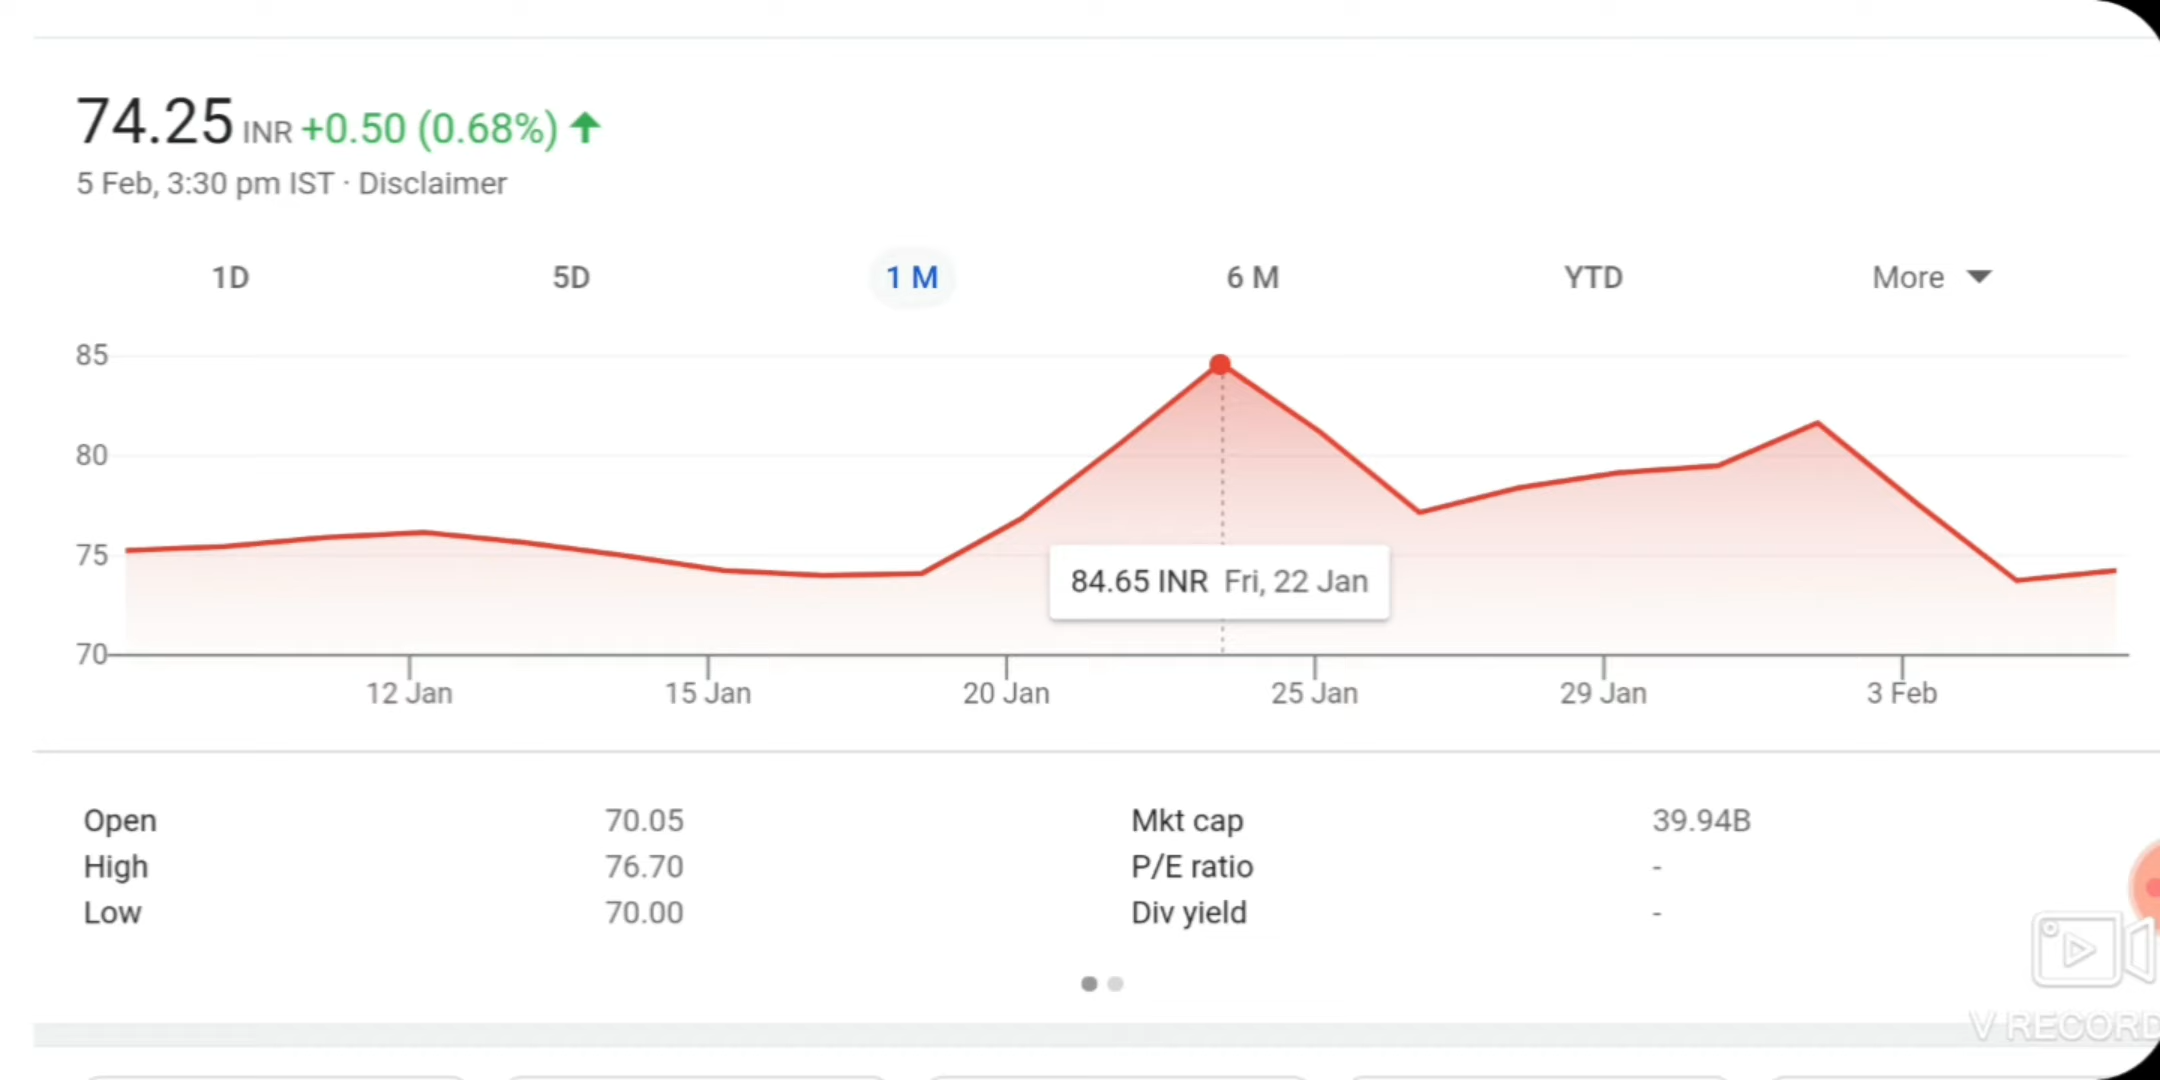 74.25 INR +0.50 (0.68%)
5 Feb, 3:30 pm IST · Disclaimer
1D 5D 1 M 6 M YTD More
85
80
75
70
84.65 INR Fri, 22 Jan
12 Jan 15 Jan 20 Jan 25 Jan 29 Jan 3 Feb
Open 70.05 Mkt cap 39.94B
High 76.70 P/E ratio -
Low 70.00 Div yield -
V RECORD